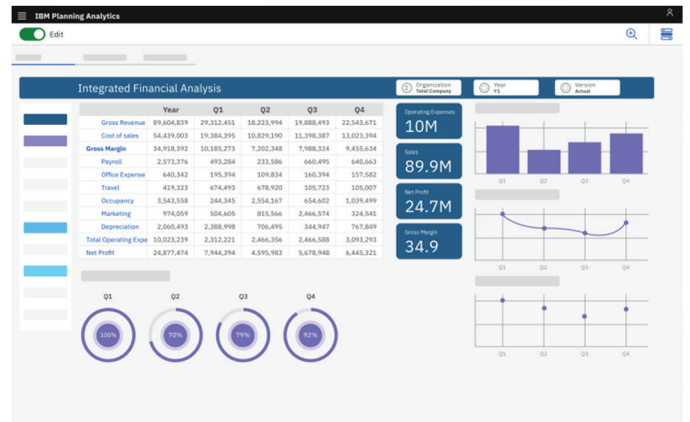 IBM Planning Analytics
Edit
Integrated Financial Analysis
Organization
Total Company
Year
Y1
Version
Actual
Year Q1 Q2 Q3 Q4
Gross Revenue 89,604,839 29,312,451 18,223,994 19,888,493 22,543,671
Cost of sales 54,439,003 19,384,395 10,829,190 11,398,387 13,023,394
Gross Margin 34,918,392 10,185,273 7,202,348 7,988,324 9,455,634
Payroll 2,573,376 493,284 233,586 660,495 640,663
Office Expense 640,342 195,394 109,834 160,394 157,582
Travel 419,323 674,493 678,920 105,723 105,007
Occupancy 3,543,558 244,345 2,554,167 654,602 1,039,499
Marketing 974,059 504,605 815,566 2,466,574 324,541
Depreciation 2,060,493 2,388,998 706,495 344,947 767,849
Total Operating Expe 10,023,239 2,312,221 2,466,356 2,466,588 3,093,293
Net Profit 24,877,474 7,944,394 4,595,983 5,678,948 6,445,321
Operating Expenses
10M
Sales
89.9M
Net Profit
24.7M
Gross Margin
34.9
Q1 Q2 Q3 Q4
Q1 Q2 Q3 Q4
Q1 Q2 Q3 Q4
Q1 Q2 Q3 Q4
100% 70% 79% 92%